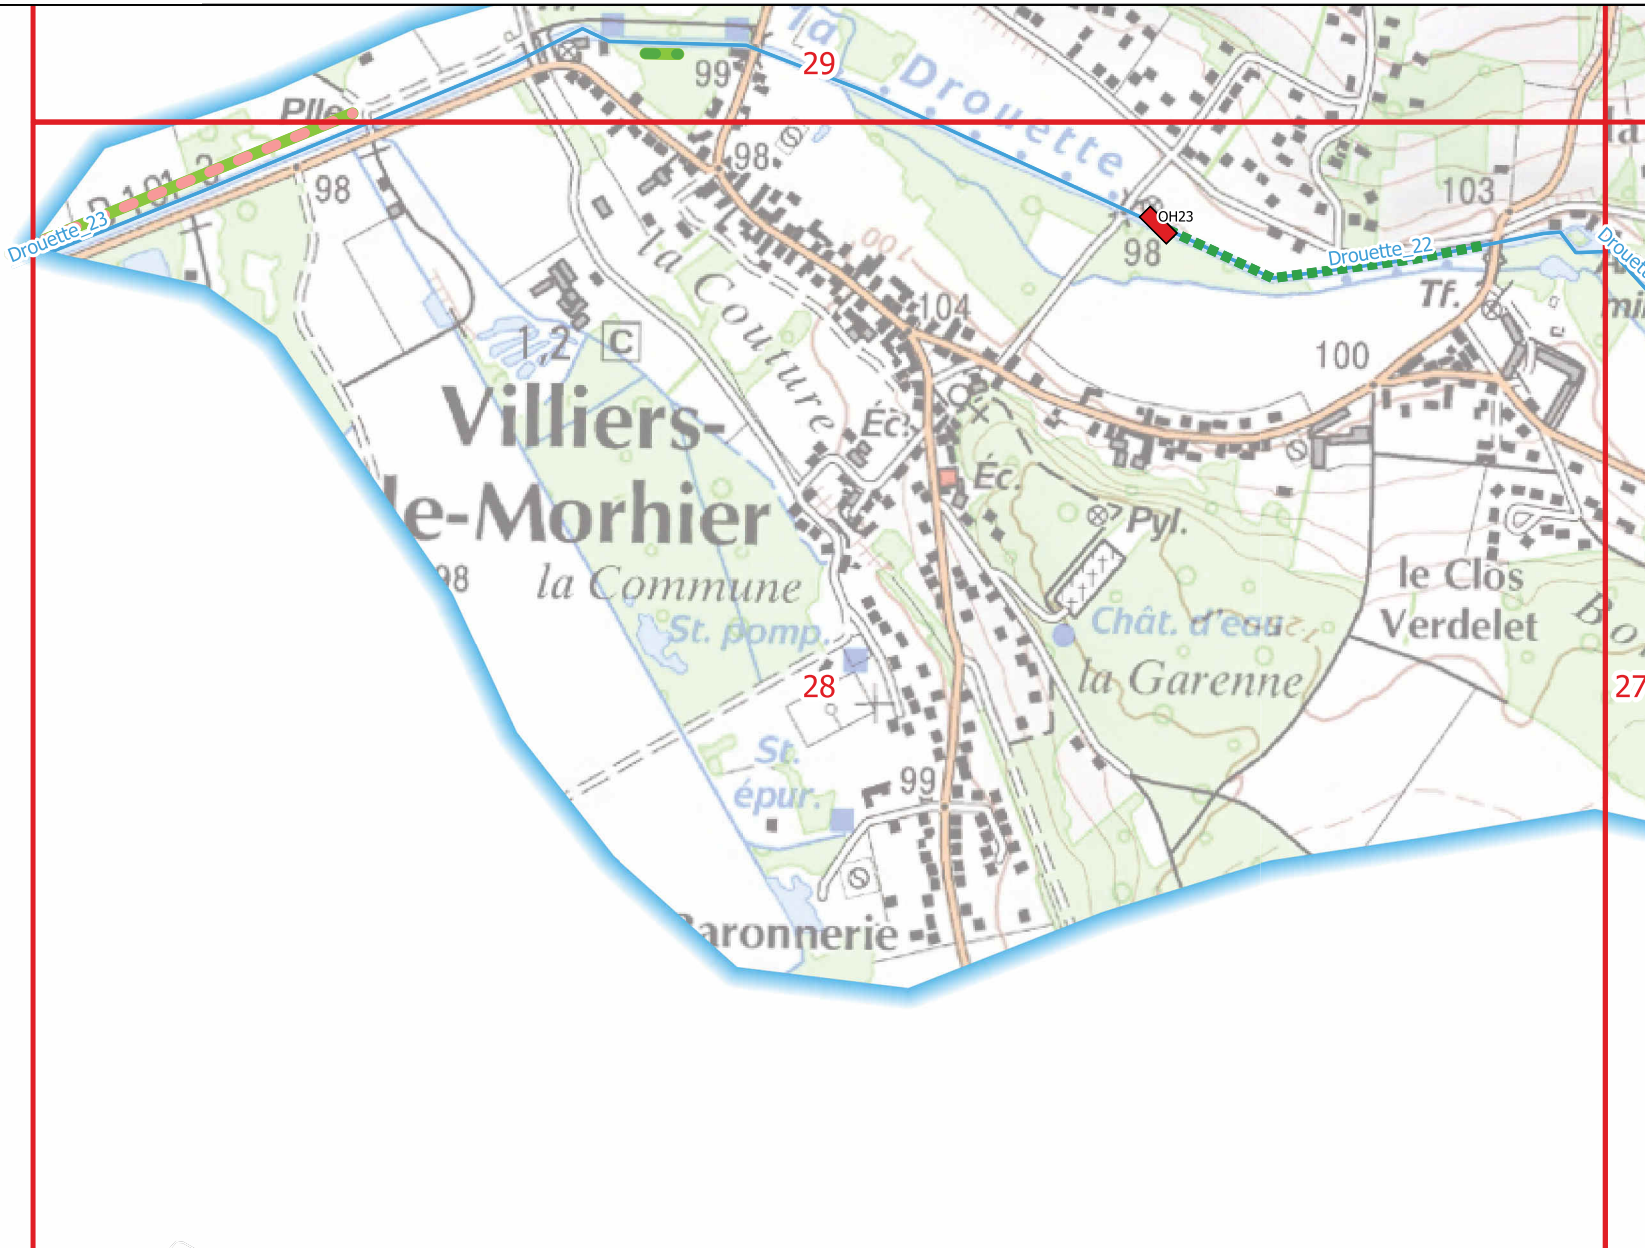 la
Drouette
29
99
Plle
D 101 3
98
98
Drouette_23
OH23
98
103
Drouette_22
la Couture
100
104
Tf.
100
1,2
C
Villiers-
le-Morhier
Éc.
Éc.
Pyl.
98
la Commune
St. pomp.
Chât. d'eau
la Garenne
le Clos
Verdelet
28
27
St.
épur.
99
Baronnerie